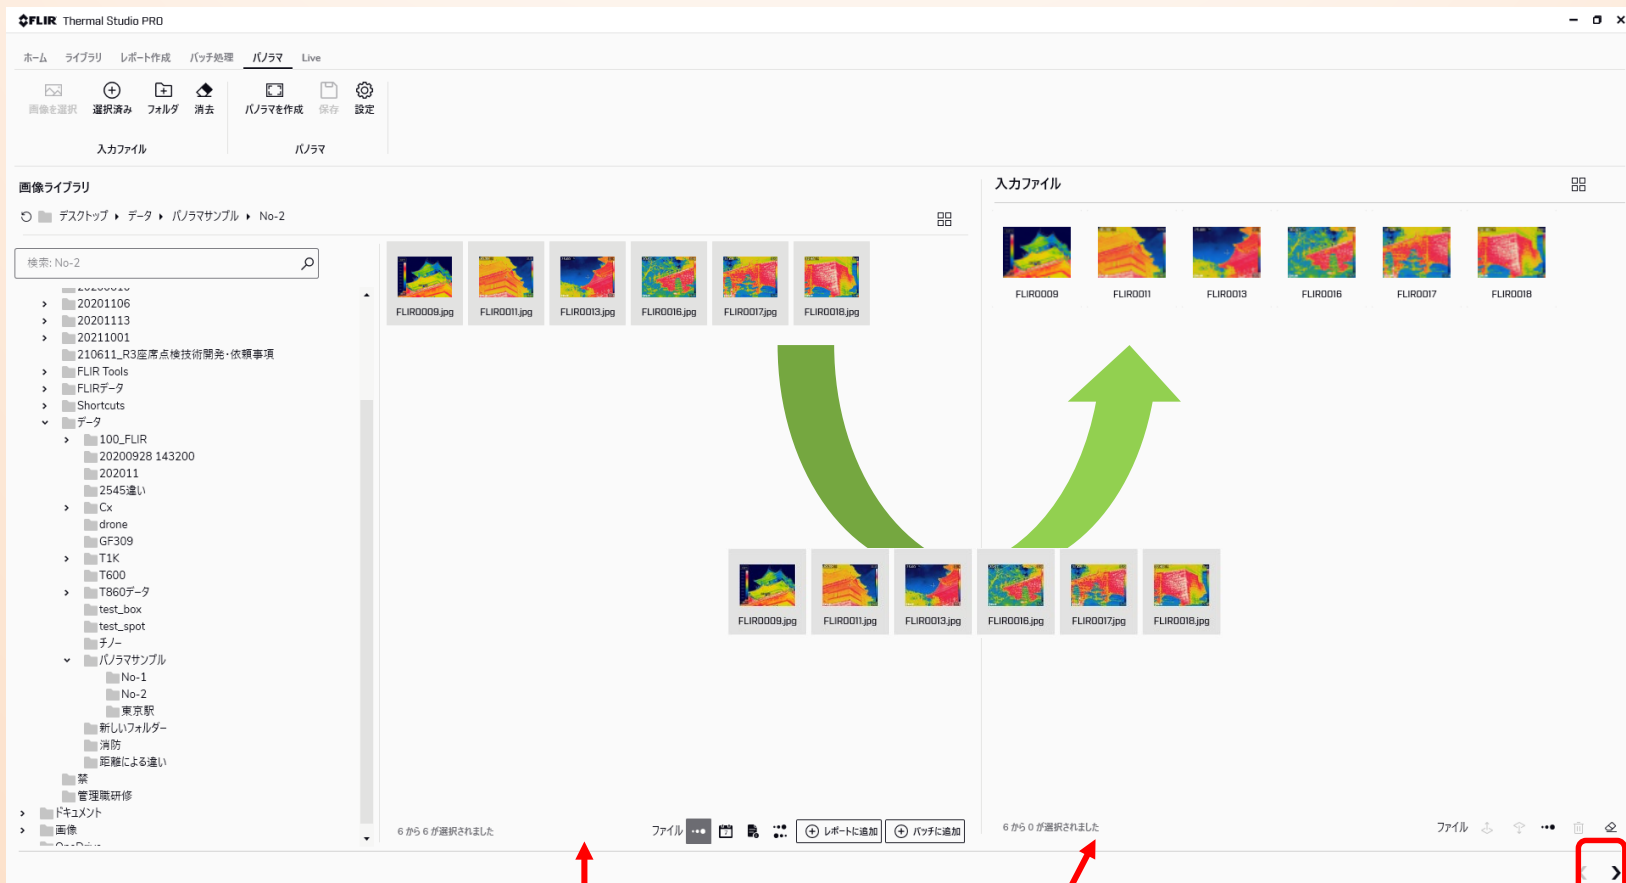 FLIR Thermal Studio PRO
ホーム ライブラリ レポート作成 バッチ処理 パノラマ Live
画像を選択 選択済み フォルダ 消去 パノラマを作成 保存 設定
入力ファイル パノラマ
画像ライブラリ
デスクトップ データ パノラマサンプル No-2
検索: No-2
20201106
20201113
20211001
210611_R3座席点検技術開発・依頼事項
FLIR Tools
FLIRデータ
Shortcuts
データ
100_FLIR
20200928 143200
202011
2545違い
Cx
drone
GF309
T1K
T600
T860データ
test_box
test_spot
チノー
パノラマサンプル
No-1
No-2
東京駅
新しいフォルダー
消防
距離による違い
禁
管理職研修
ドキュメント
画像
OneDrive
FLIR0009.jpg FLIR0011.jpg FLIR0013.jpg FLIR0016.jpg FLIR0017.jpg FLIR0018.jpg
FLIR0009.jpg FLIR0011.jpg FLIR0013.jpg FLIR0016.jpg FLIR0017.jpg FLIR0018.jpg
6 から 6 が選択されました
ファイル レポートに追加 バッチに追加
入力ファイル
FLIR0009 FLIR0011 FLIR0013 FLIR0016 FLIR0017 FLIR0018
6 から 0 が選択されました
ファイル